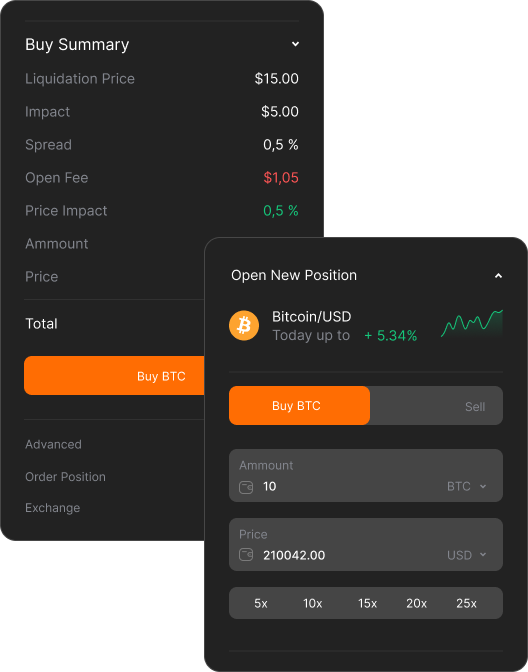 Buy Summary
Liquidation Price $15.00
Impact $5.00
Spread 0,5 %
Open Fee $1,05
Price Impact 0,5 %
Ammount
Price
Total
Buy BTC
Advanced
Order Position
Exchange
Open New Position
Bitcoin/USD
Today up to + 5.34%
Buy BTC Sell
Ammount
10 BTC
Price
210042.00 USD
5x 10x 15x 20x 25x